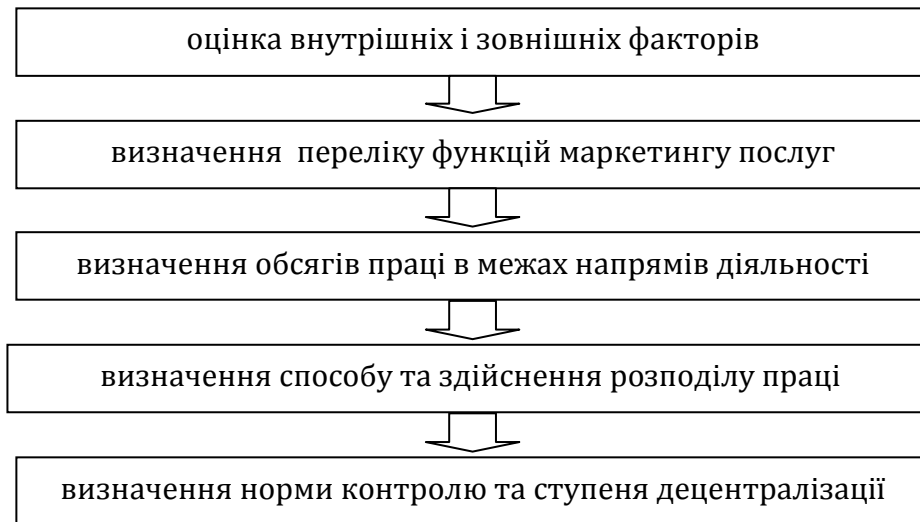 оцінка внутрішніх і зовнішніх факторів
визначення переліку функцій маркетингу послуг
визначення обсягів праці в межах напрямів діяльності
визначення способу та здійснення розподілу праці
визначення норми контролю та ступеня децентралізації